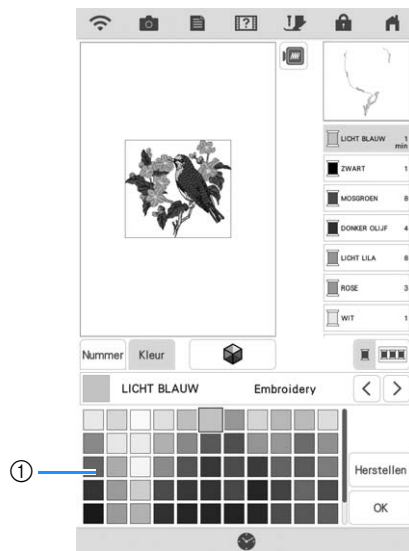 ?
LICHT BLAUW 1
min
ZWART 1
MOSGROEN 8
DONKER OLIJF 4
LICHT LILA 8
ROSE 3
WIT 1
Nummer Kleur
LICHT BLAUW Embroidery < >
① Herstellen
OK